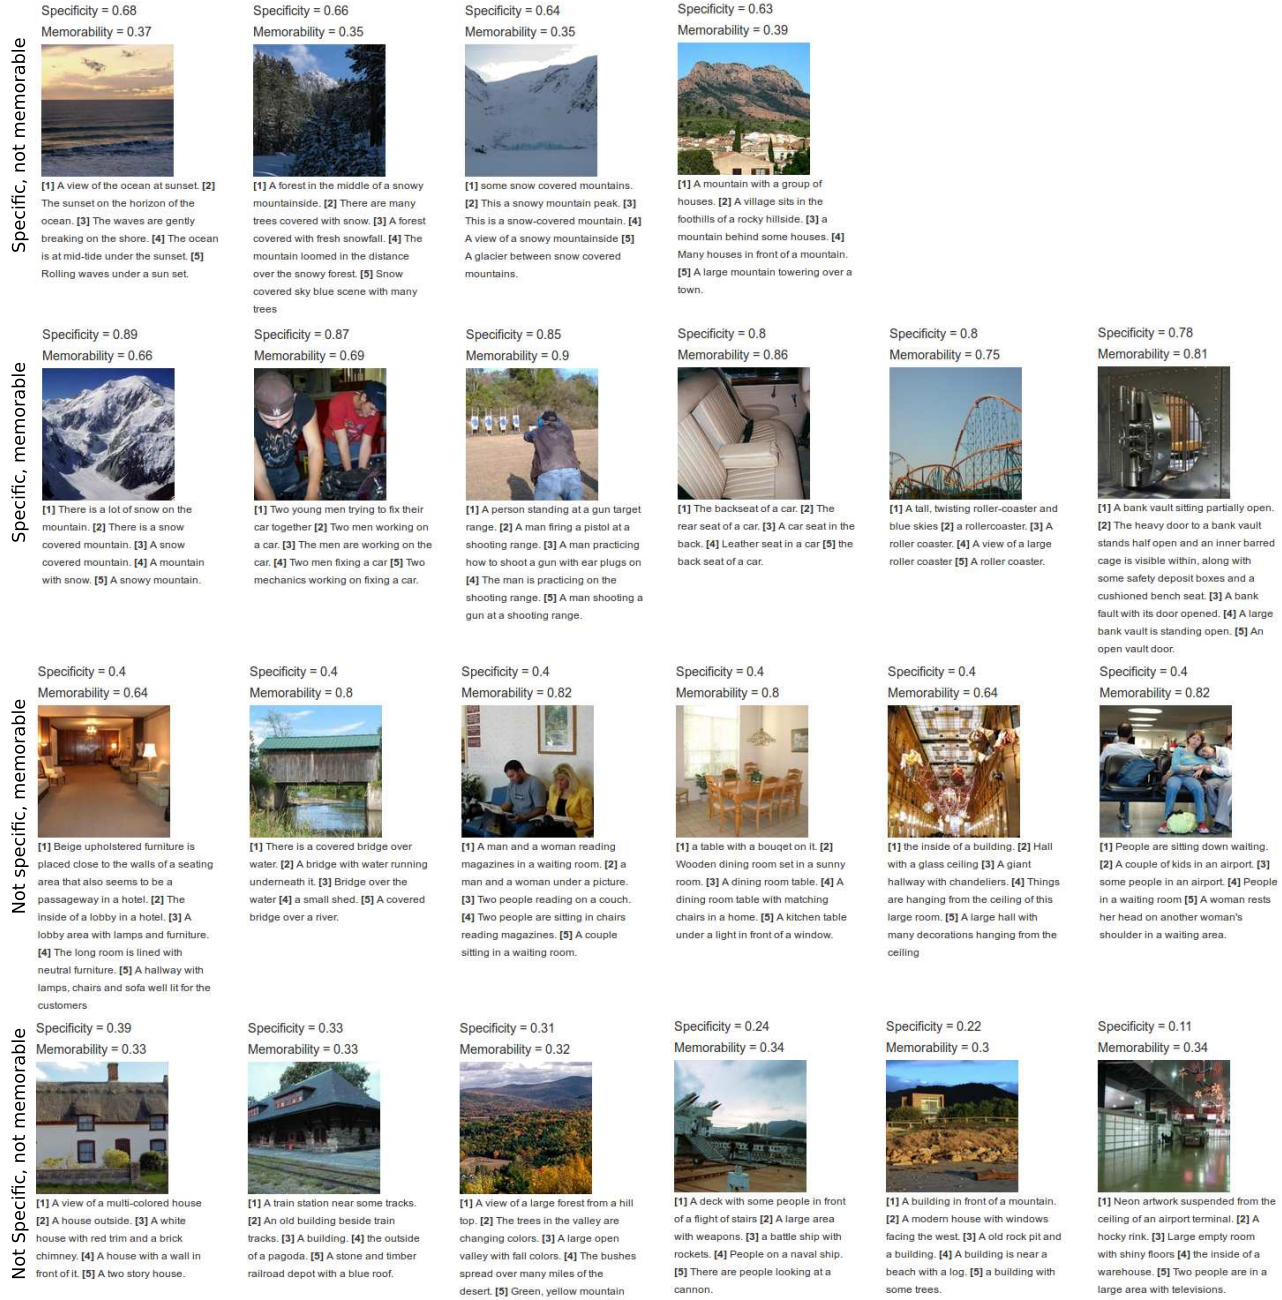 Specific, not memorable
Specificity = 0.68
Memorability = 0.37
[1] A view of the ocean at sunset. [2]
The sunset on the horizon of the
ocean. [3] The waves are gently
breaking on the shore. [4] The ocean
is at mid-tide under the sunset. [5]
Rolling waves under a sun set.
Specificity = 0.66
Memorability = 0.35
[1] A forest in the middle of a snowy
mountainside. [2] There are many
trees covered with snow. [3] A forest
covered with fresh snowfall. [4] The
mountain loomed in the distance
over the snowy forest. [5] Snow
covered sky blue scene with many
trees
Specificity = 0.64
Memorability = 0.35
[1] some snow covered mountains.
[2] This a snowy mountain peak. [3]
This is a snow-covered mountain. [4]
A view of a snowy mountainside [5]
A glacier between snow covered
mountains.
Specificity = 0.63
Memorability = 0.39
[1] A mountain with a group of
houses. [2] A village sits in the
foothills of a rocky hillside. [3] a
mountain behind some houses. [4]
Many houses in front of a mountain.
[5] A large mountain towering over a
town.
Specific, memorable
Specificity = 0.89
Memorability = 0.66
[1] There is a lot of snow on the
mountain. [2] There is a snow
covered mountain. [3] A snow
covered mountain. [4] A mountain
with snow. [5] A snowy mountain.
Specificity = 0.87
Memorability = 0.69
[1] Two young men trying to fix their
car together [2] Two men working on
a car. [3] The men are working on the
car. [4] Two men fixing a car [5] Two
mechanics working on fixing a car.
Specificity = 0.85
Memorability = 0.9
[1] A person standing at a gun target
range. [2] A man firing a pistol at a
shooting range. [3] A man practicing
how to shoot a gun with ear plugs on
[4] The man is practicing on the
shooting range. [5] A man shooting a
gun at a shooting range.
Specificity = 0.8
Memorability = 0.86
[1] The backseat of a car. [2] The
rear seat of a car. [3] A car seat in the
back. [4] Leather seat in a car [5] the
back seat of a car.
Specificity = 0.8
Memorability = 0.75
[1] A tall, twisting roller-coaster and
blue skies [2] a rollercoaster. [3] A
roller coaster. [4] A view of a large
roller coaster [5] A roller coaster.
Specificity = 0.78
Memorability = 0.81
[1] A bank vault sitting partially open.
[2] The heavy door to a bank vault
stands half open and an inner barred
cage is visible within, along with
some safety deposit boxes and a
cushioned bench seat. [3] A bank
fault with its door opened. [4] A large
bank vault is standing open. [5] An
open vault door.
Not specific, memorable
Specificity = 0.4
Memorability = 0.64
[1] Beige upholstered furniture is
placed close to the walls of a seating
area that also seems to be a
passageway in a hotel. [2] The
inside of a lobby in a hotel. [3] A
lobby area with lamps and furniture.
[4] The long room is lined with
neutral furniture. [5] A hallway with
lamps, chairs and sofa well lit for the
customers
Specificity = 0.4
Memorability = 0.8
[1] There is a covered bridge over
water. [2] A bridge with water running
underneath it. [3] Bridge over the
water [4] a small shed. [5] A covered
bridge over a river.
Specificity = 0.4
Memorability = 0.82
[1] A man and a woman reading
magazines in a waiting room. [2] a
man and a woman under a picture.
[3] Two people reading on a couch.
[4] Two people are sitting in chairs
reading magazines. [5] A couple
sitting in a waiting room.
Specificity = 0.4
Memorability = 0.8
[1] a table with a bouqet on it. [2]
Wooden dining room set in a sunny
room. [3] A dining room table. [4] A
dining room table with matching
chairs in a home. [5] A kitchen table
under a light in front of a window.
Specificity = 0.4
Memorability = 0.64
[1] the inside of a building. [2] Hall
with a glass ceiling [3] A giant
hallway with chandeliers. [4] Things
are hanging from the ceiling of this
large room. [5] A large hall with
many decorations hanging from the
ceiling
Specificity = 0.4
Memorability = 0.82
[1] People are sitting down waiting.
[2] A couple of kids in an airport. [3]
some people in an airport. [4] People
in a waiting room [5] A woman rests
her head on another woman's
shoulder in a waiting area.
Not Specific, not memorable
Specificity = 0.39
Memorability = 0.33
[1] A view of a multi-colored house
[2] A house outside. [3] A white
house with red trim and a brick
chimney. [4] A house with a wall in
front of it. [5] A two story house.
Specificity = 0.33
Memorability = 0.33
[1] A train station near some tracks.
[2] An old building beside train
tracks. [3] A building. [4] the outside
of a pagoda. [5] A stone and timber
railroad depot with a blue roof.
Specificity = 0.31
Memorability = 0.32
[1] A view of a large forest from a hill
top. [2] The trees in the valley are
changing colors. [3] A large open
valley with fall colors. [4] The bushes
spread over many miles of the
desert. [5] Green, yellow mountain
Specificity = 0.24
Memorability = 0.34
[1] A deck with some people in front
of a flight of stairs [2] A large area
with weapons. [3] a battle ship with
rockets. [4] People on a naval ship.
[5] There are people looking at a
cannon.
Specificity = 0.22
Memorability = 0.3
[1] A building in front of a mountain.
[2] A modern house with windows
facing the west. [3] A old rock pit and
a building. [4] A building is near a
beach with a log. [5] a building with
some trees.
Specificity = 0.11
Memorability = 0.34
[1] Neon artwork suspended from the
ceiling of an airport terminal. [2] A
hocky rink. [3] Large empty room
with shiny floors [4] the inside of a
warehouse. [5] Two people are in a
large area with televisions.